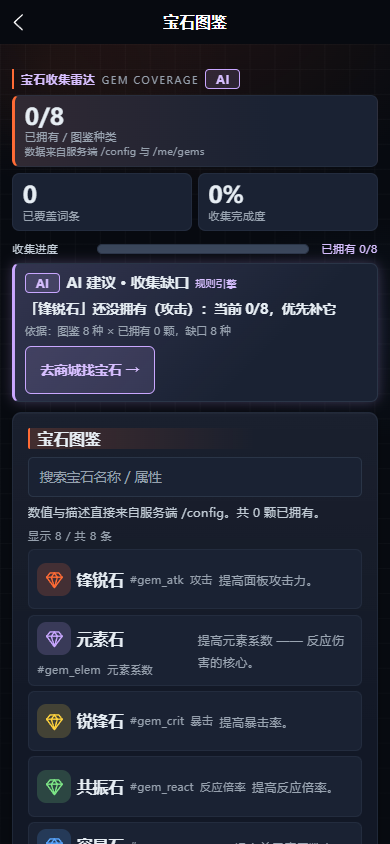 宝石图鉴
宝石收集雷达 GEM COVERAGE AI
0/8
已拥有 / 图鉴种类
数据来自服务端 /config 与 /me/gems
0
已覆盖词条
0%
收集完成度
收集进度 已拥有 0/8
AI AI 建议 · 收集缺口 规则引擎
「锋锐石」还没拥有（攻击）：当前 0/8，优先补它
依据：图鉴 8 种 × 已拥有 0 颗，缺口 8 种
去商城找宝石 →
宝石图鉴
搜索宝石名称 / 属性
数值与描述直接来自服务端 /config。共 0 颗已拥有。
显示 8 / 共 8 条
锋锐石 #gem_atk 攻击 提高面板攻击力。
元素石
#gem_elem 元素系数
提高元素系数 —— 反应伤
害的核心。
锐锋石 #gem_crit 暴击 提高暴击率。
共振石 #gem_react 反应倍率 提高反应倍率。